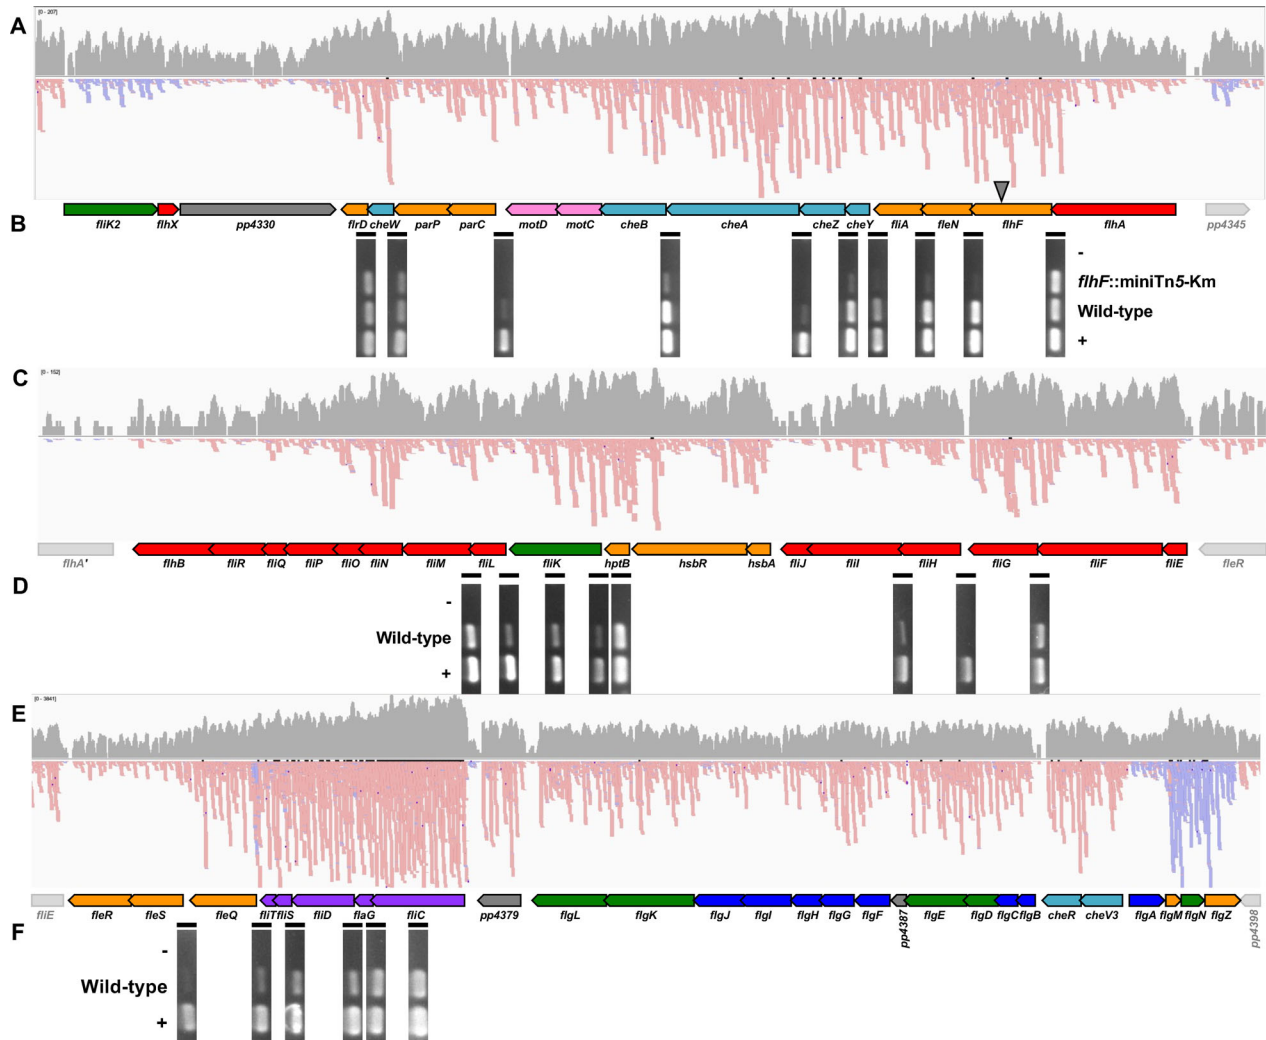 A
[0 - 207]
fliK2 flhX pp4330 flrD cheW parP parC motD motC cheB cheA cheZ cheY fliA fleN flhF flhA pp4345
B
-
flhF::miniTn5-Km
Wild-type
+
C
[0 - 152]
flhA' flhB fliR fliQ fliP fliO fliN fliM fliL fliK hptB hsbR hsbA fliJ fliI fliH fliG fliF fliE fleR
D
-
Wild-type
+
E
[0 - 3941]
fliE fleR fleS fleQ fliT fliS fliD flaG fliC pp4379 flgL flgK flgJ flgI flgH flgG flgF pp4387 flgE flgD flgC flgB cheR cheV3 flgA flgM flgN flgZ pp4398
F
-
Wild-type
+